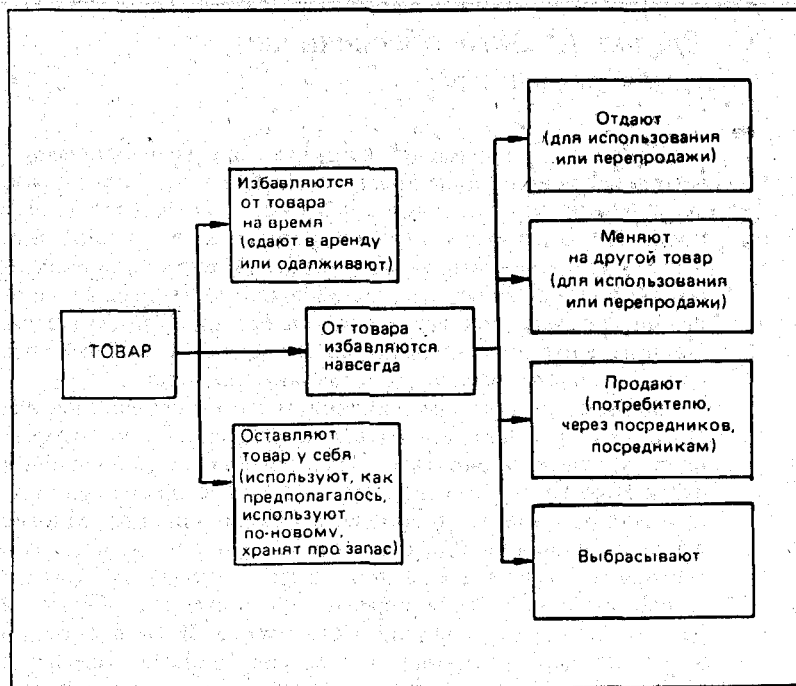 ТОВАР
Избавляются
от товара
на время
(сдают в аренду
или одалживают)
От товара
избавляются
навсегда
Оставляют
товар у себя
(используют, как
предполагалось,
используют
по-новому,
хранят про запас)
Отдают
(для использования
или перепродажи)
Меняют
на другой товар
(для использования
или перепродажи)
Продают
(потребителю,
через посредников,
посредникам)
Выбрасывают